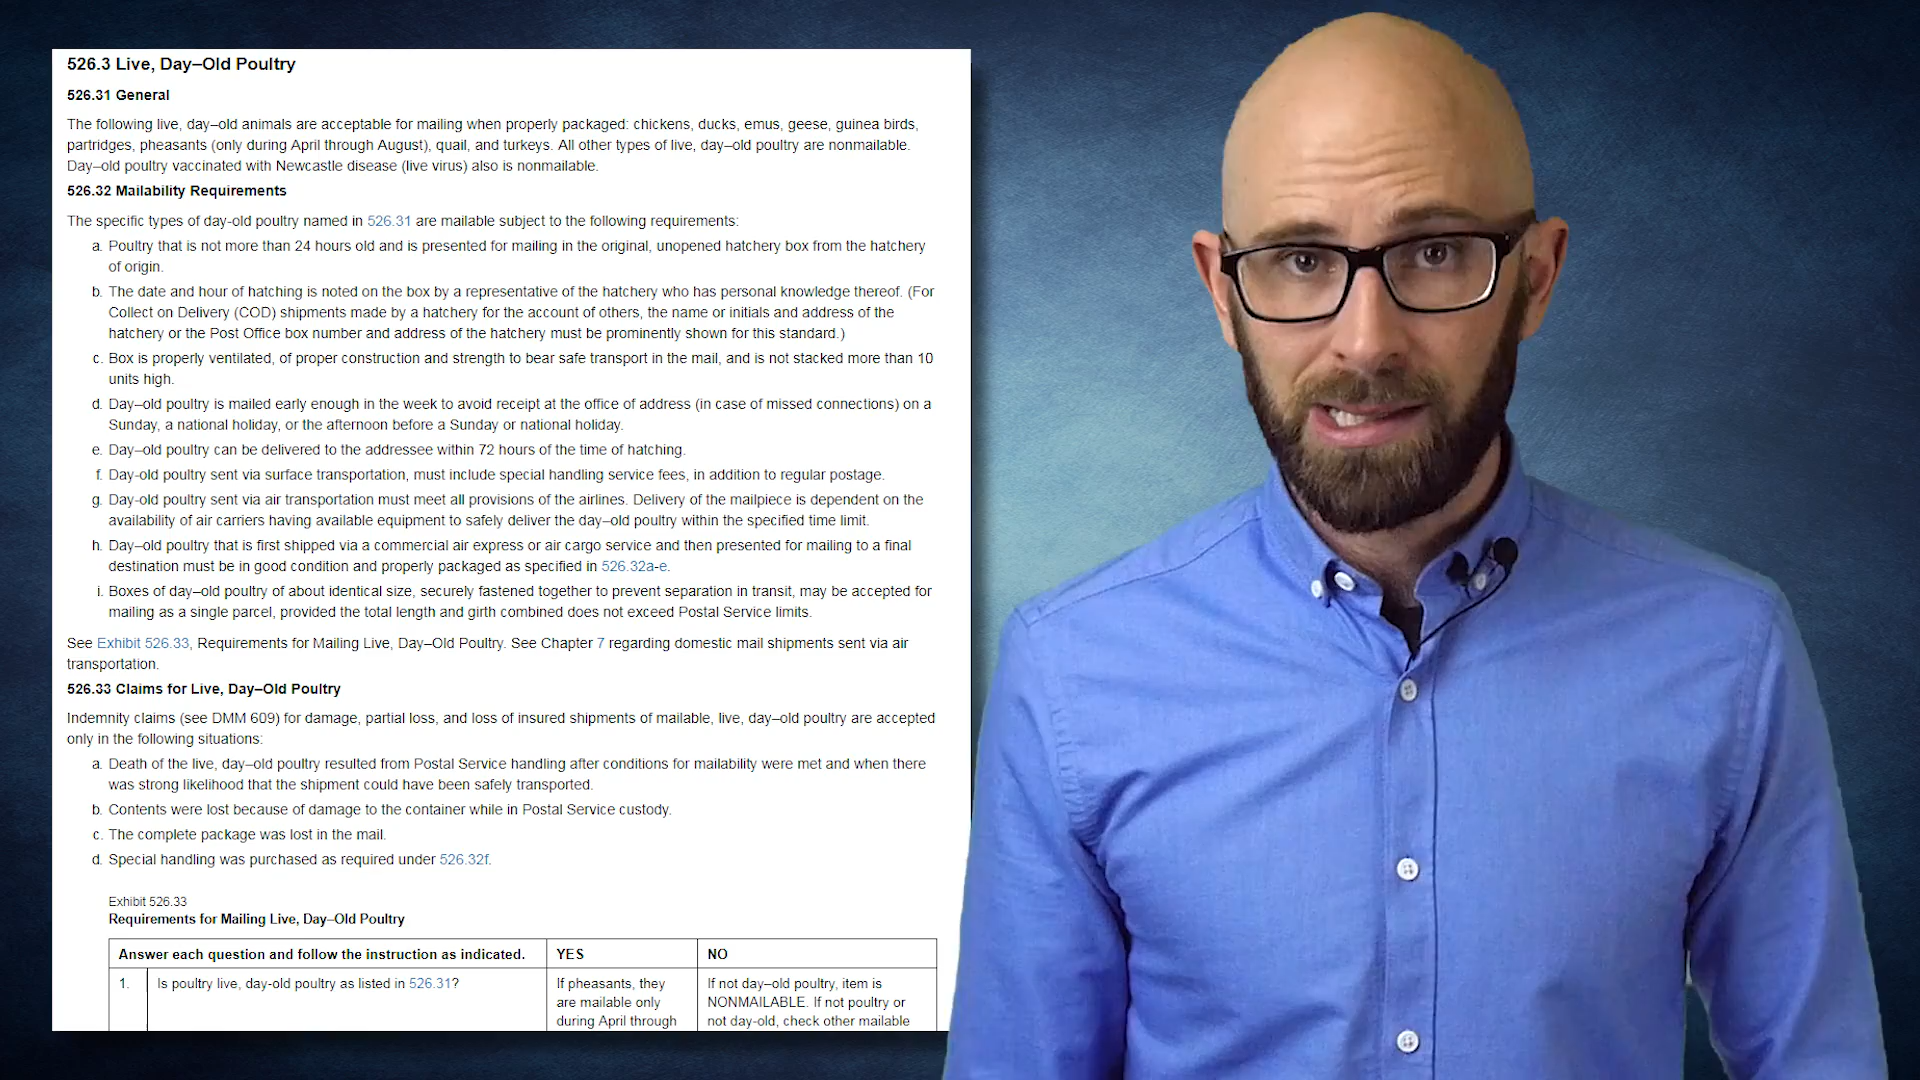 526.3 Live, Day–Old Poultry
526.31 General
The following live, day–old animals are acceptable for mailing when properly packaged: chickens, ducks, emus, geese, guinea birds,
partridges, pheasants (only during April through August), quail, and turkeys. All other types of live, day–old poultry are nonmailable.
Day–old poultry vaccinated with Newcastle disease (live virus) also is nonmailable.
526.32 Mailability Requirements
The specific types of day-old poultry named in 526.31 are mailable subject to the following requirements:
a. Poultry that is not more than 24 hours old and is presented for mailing in the original, unopened hatchery box from the hatchery
of origin.
b. The date and hour of hatching is noted on the box by a representative of the hatchery who has personal knowledge thereof. (For
Collect on Delivery (COD) shipments made by a hatchery for the account of others, the name or initials and address of the
hatchery or the Post Office box number and address of the hatchery must be prominently shown for this standard.)
c. Box is properly ventilated, of proper construction and strength to bear safe transport in the mail, and is not stacked more than 10
units high.
d. Day–old poultry is mailed early enough in the week to avoid receipt at the office of address (in case of missed connections) on a
Sunday, a national holiday, or the afternoon before a Sunday or national holiday.
e. Day–old poultry can be delivered to the addressee within 72 hours of the time of hatching.
f. Day-old poultry sent via surface transportation, must include special handling service fees, in addition to regular postage.
g. Day-old poultry sent via air transportation must meet all provisions of the airlines. Delivery of the mailpiece is dependent on the
availability of air carriers having available equipment to safely deliver the day–old poultry within the specified time limit.
h. Day–old poultry that is first shipped via a commercial air express or air cargo service and then presented for mailing to a final
destination must be in good condition and properly packaged as specified in 526.32a-e.
i. Boxes of day–old poultry of about identical size, securely fastened together to prevent separation in transit, may be accepted for
mailing as a single parcel, provided the total length and girth combined does not exceed Postal Service limits.
See Exhibit 526.33, Requirements for Mailing Live, Day–Old Poultry. See Chapter 7 regarding domestic mail shipments sent via air
transportation.
526.33 Claims for Live, Day–Old Poultry
Indemnity claims (see DMM 609) for damage, partial loss, and loss of insured shipments of mailable, live, day–old poultry are accepted
only in the following situations:
a. Death of the live, day–old poultry resulted from Postal Service handling after conditions for mailability were met and when there
was strong likelihood that the shipment could have been safely transported.
b. Contents were lost because of damage to the container while in Postal Service custody.
c. The complete package was lost in the mail.
d. Special handling was purchased as required under 526.32f.
Exhibit 526.33
Requirements for Mailing Live, Day–Old Poultry
Answer each question and follow the instruction as indicated. YES NO
1. Is poultry live, day-old poultry as listed in 526.31? If pheasants, they If not day–old poultry, item is
are mailable only NONMAILABLE. If not poultry or
during April through not day-old, check other mailable